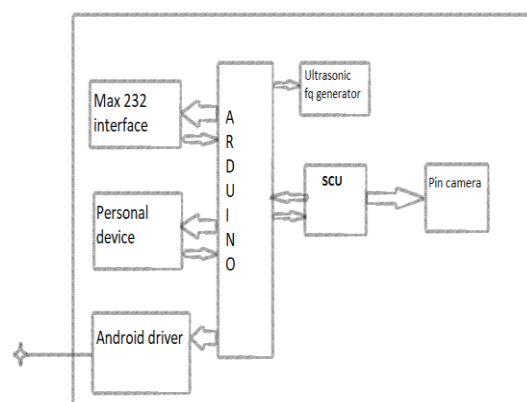 Max 232
interface
Personal
device
Android driver
A
R
D
U
I
N
O
Ultrasonic
fq generator
SCU
Pin camera